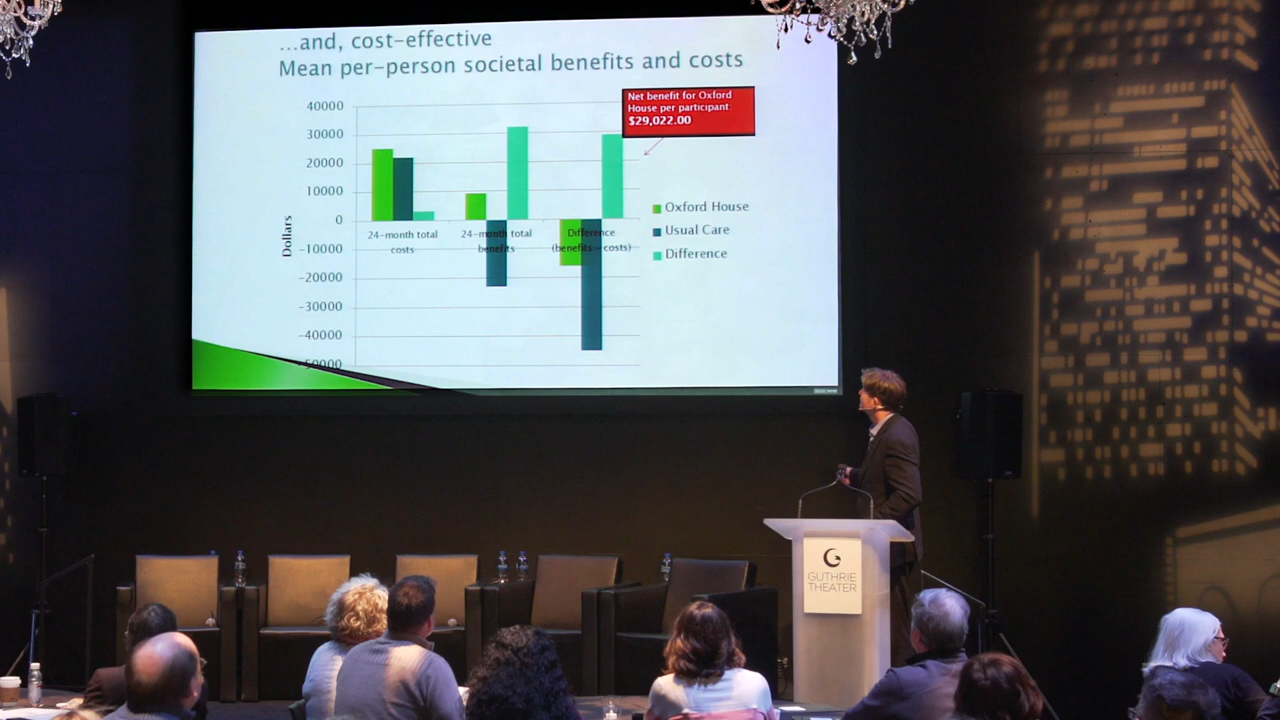 ...and, cost-effective
Mean per-person societal benefits and costs
Net benefit for Oxford
House per participant
$29,022.00
40000
30000
20000
10000
0
-10000
-20000
-30000
-40000
-50000
Dollars
24-month total
costs
24-month total
benefits
Difference
(benefits - costs)
Oxford House
Usual Care
Difference
GUTHRIE
THEATER